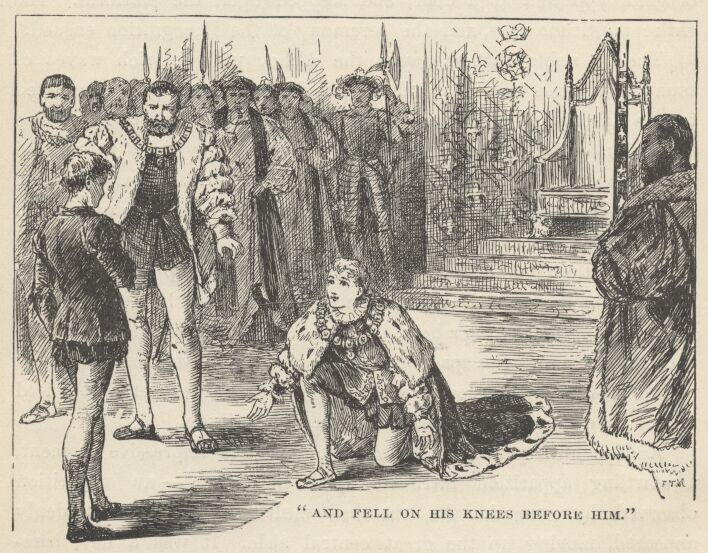 F.T.M.
“AND FELL ON HIS KNEES BEFORE HIM.”